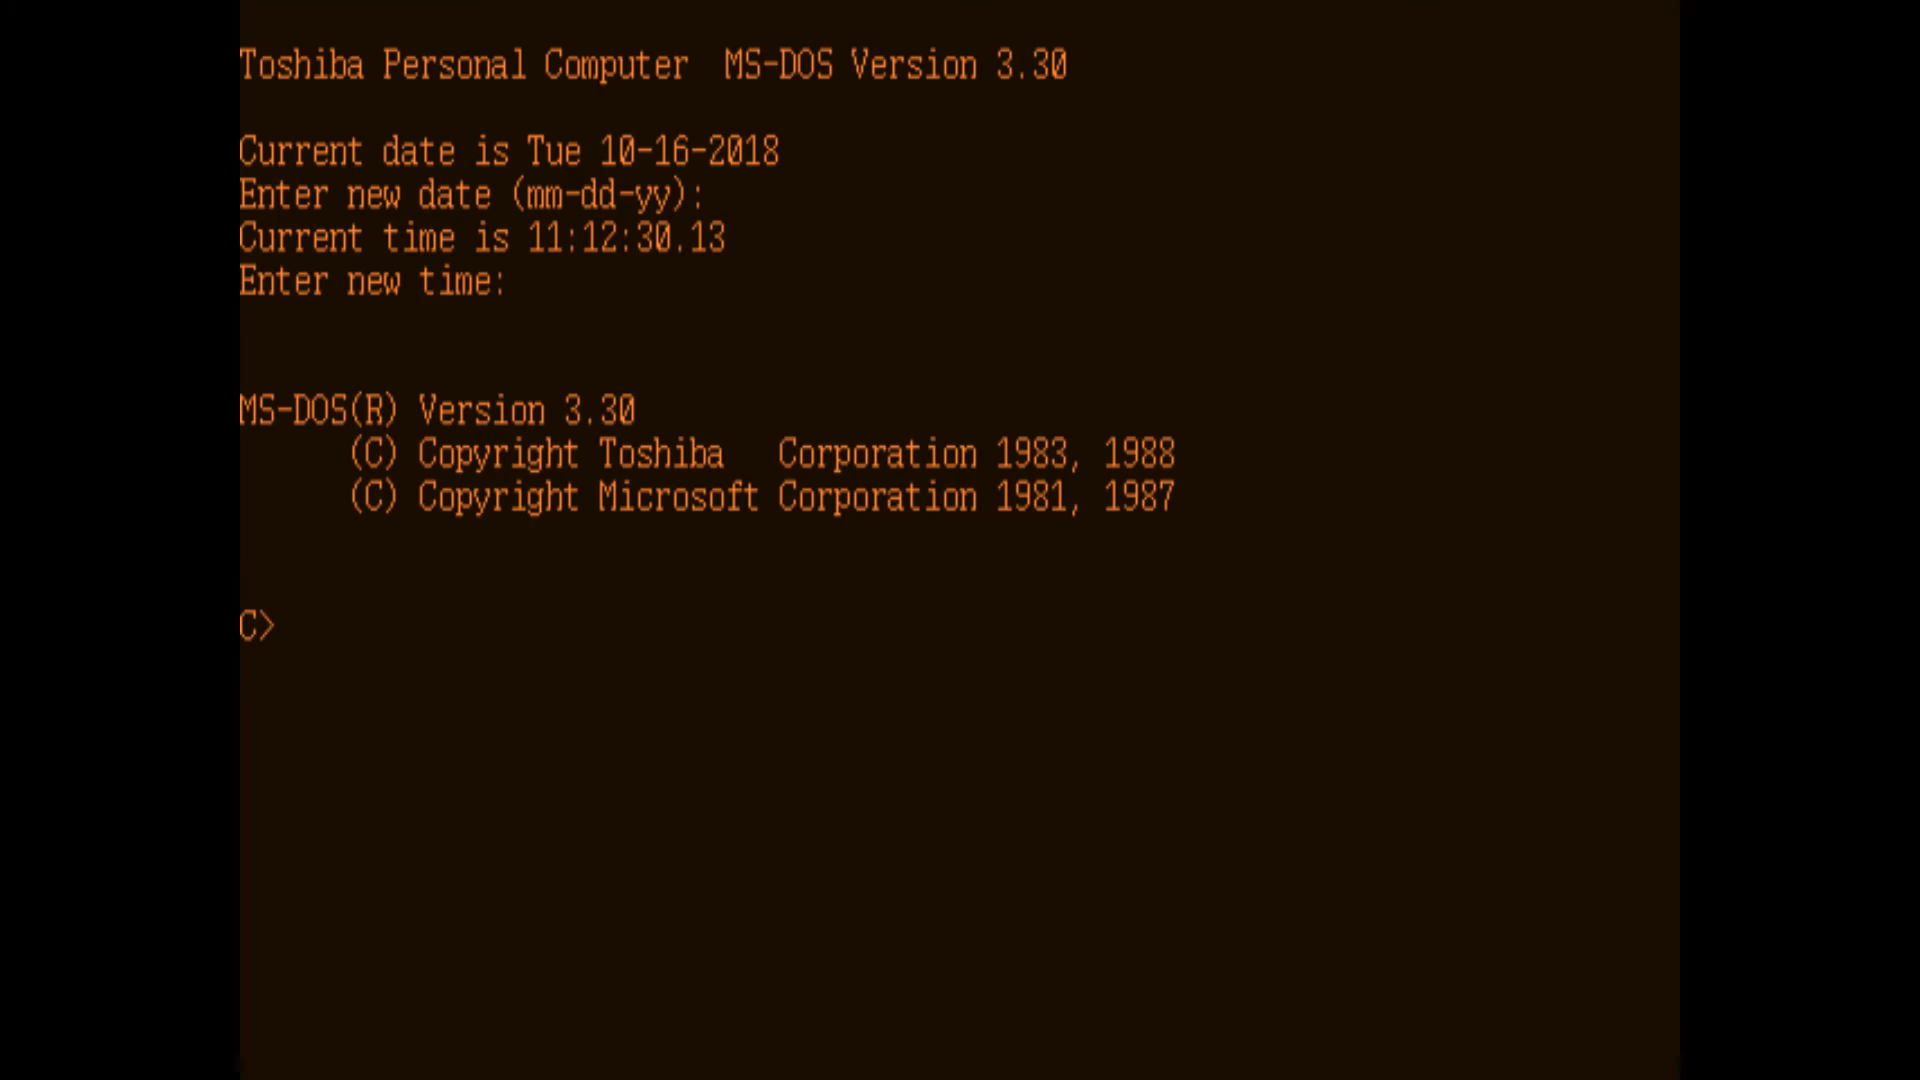 Toshiba Personal Computer  MS-DOS Version 3.30
Current date is Tue 10-16-2018
Enter new date (mm-dd-yy):
Current time is 11:12:30.13
Enter new time:
MS-DOS(R) Version 3.30
(C) Copyright Toshiba   Corporation 1983, 1988
(C) Copyright Microsoft Corporation 1981, 1987
C>